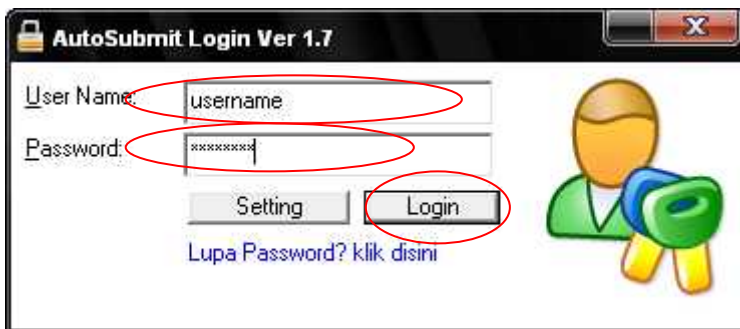 AutoSubmit Login Ver 1.7
User Name: username
Password: ********
Setting Login
Lupa Password? klik disini